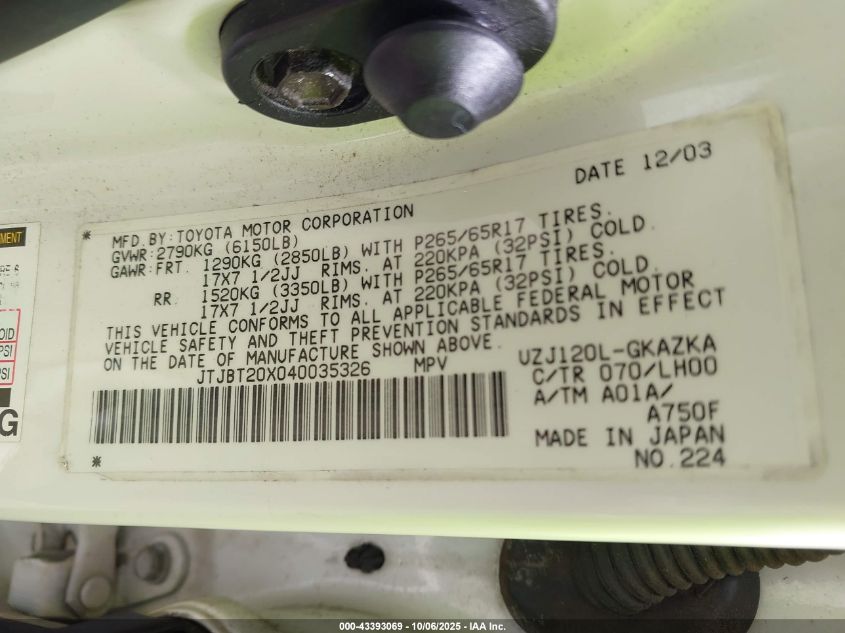 DATE 12/03
MFD. BY: TOYOTA MOTOR CORPORATION
GVWR: 2790KG (6150LB)
GAWR: FRT. 1290KG (2850LB) WITH P265/65R17 TIRES.
17X7 1/2JJ RIMS. AT 220KPA (32PSI) COLD.
RR. 1520KG (3350LB) WITH P265/65R17 TIRES.
17X7 1/2JJ RIMS. AT 220KPA (32PSI) COLD.
THIS VEHICLE CONFORMS TO ALL APPLICABLE FEDERAL MOTOR
VEHICLE SAFETY AND THEFT PREVENTION STANDARDS IN EFFECT
ON THE DATE OF MANUFACTURE SHOWN ABOVE.
JTJBT20X040035326 MPV
UZJ120L-GKAZKA
C/TR 070/LH00
A/TM A01A/
A750F
MADE IN JAPAN
NO. 224
PSI
PSI
G
000-43393069 - 10/06/2025 - IAA Inc.